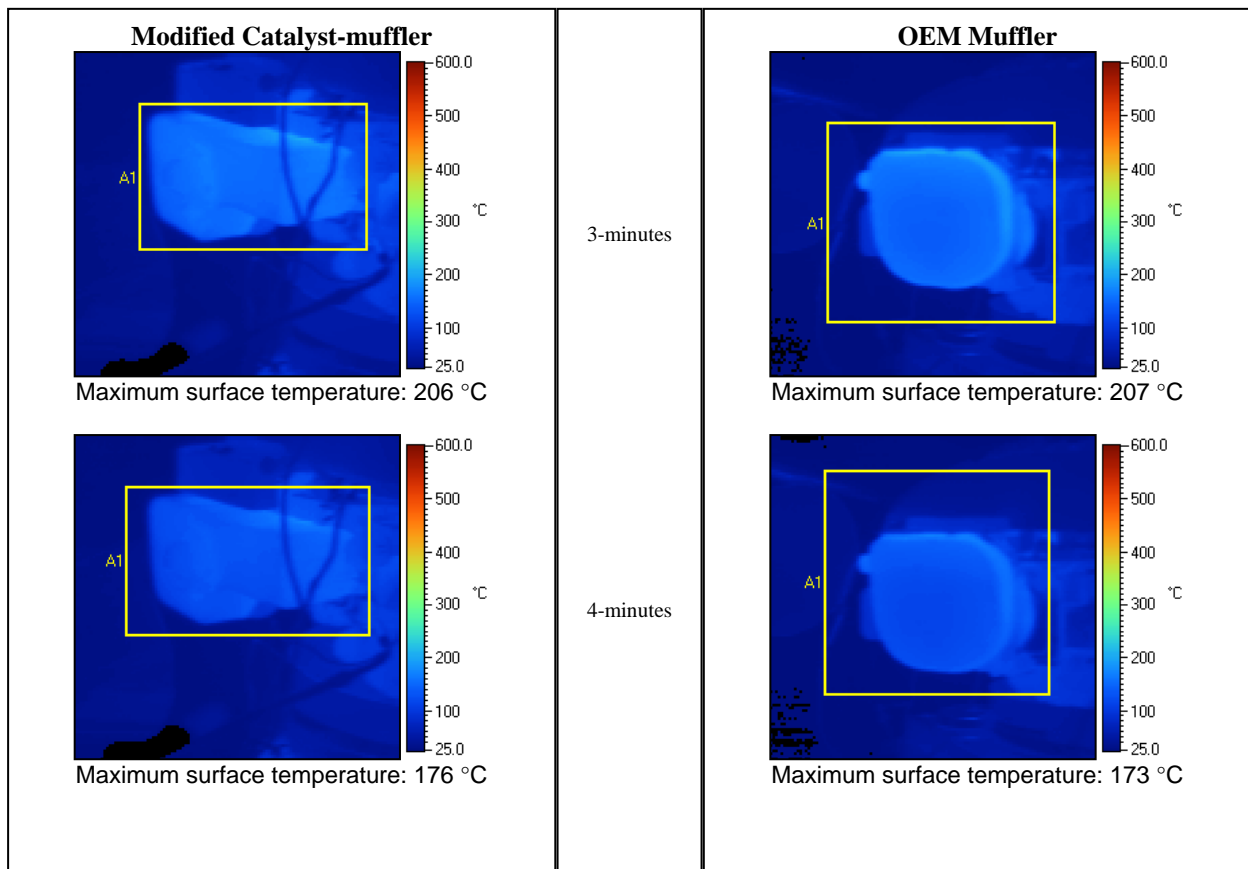 Modified Catalyst-muffler
OEM Muffler
A1
600.0
500
400
300
°C
200
100
25.0
Maximum surface temperature: 206 °C
3-minutes
A1
600.0
500
400
300
°C
200
100
25.0
Maximum surface temperature: 207 °C
A1
600.0
500
400
300
°C
200
100
25.0
Maximum surface temperature: 176 °C
4-minutes
A1
600.0
500
400
300
°C
200
100
25.0
Maximum surface temperature: 173 °C